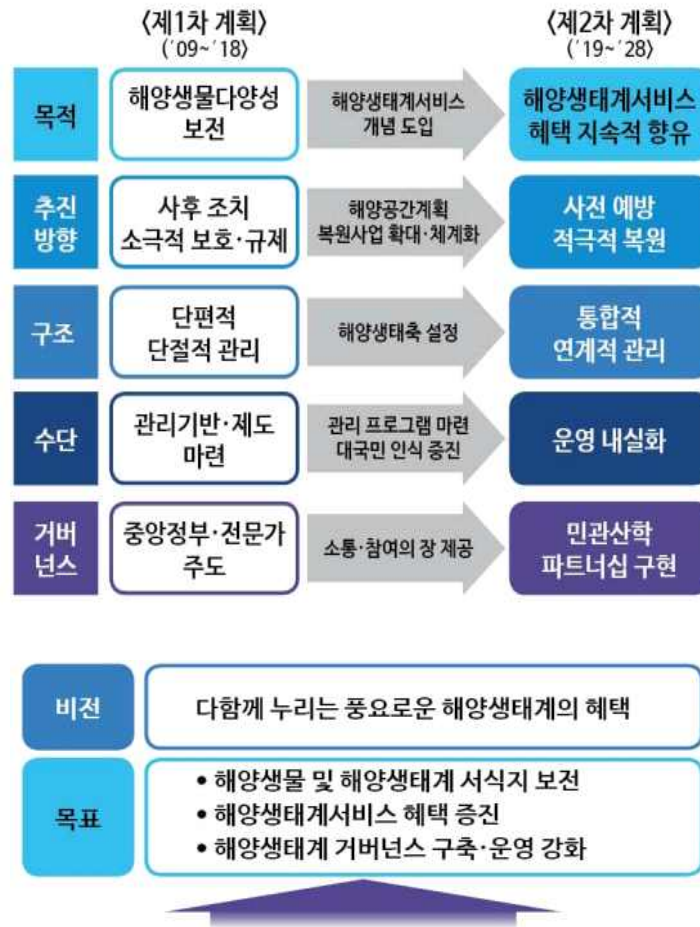 〈제1차 계획〉
(´09~´18)
〈제2차 계획〉
(´19~´28)
목적
해양생물다양성
보전
해양생태계서비스
개념 도입
해양생태계서비스
혜택 지속적 향유
추진
방향
사후 조치
소극적 보호·규제
해양공간계획
복원사업 확대·체계화
사전 예방
적극적 복원
구조
단편적
단절적 관리
해양생태축 설정
통합적
연계적 관리
수단
관리기반·제도
마련
관리 프로그램 마련
대국민 인식 증진
운영 내실화
거버
넌스
중앙정부·전문가
주도
소통·참여의 장 제공
민관산학
파트너십 구현
비전
다함께 누리는 풍요로운 해양생태계의 혜택
목표
• 해양생물 및 해양생태계 서식지 보전
• 해양생태계서비스 혜택 증진
• 해양생태계 거버넌스 구축·운영 강화